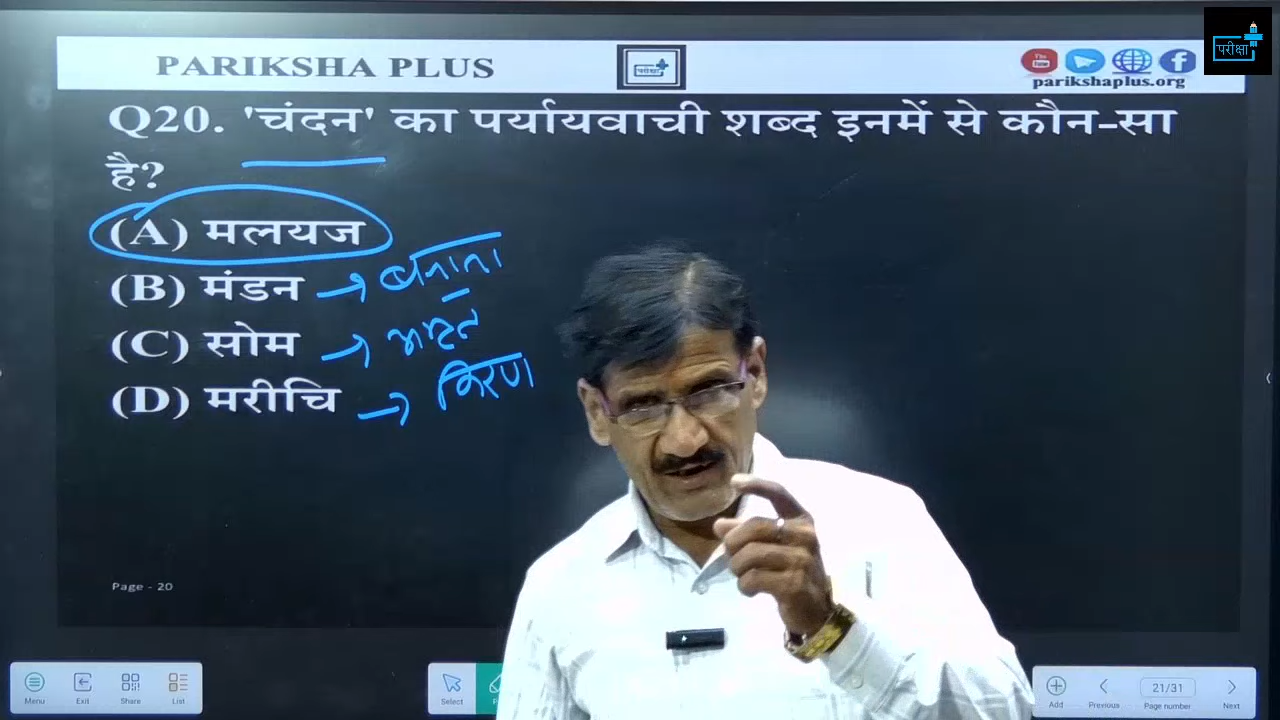 PARIKSHA PLUS
परीक्षा
परीक्षा
parikshaplus.org
Q20. 'चंदन' का पर्यायवाची शब्द इनमें से कौन-सा
है?
(A) मलयज
(B) मंडन → बनाना
(C) सोम →
(D) मरीचि → किरण
Page - 20
Menu
Exit
Share
List
Select
Add
Previous
21/31
Page number
Next